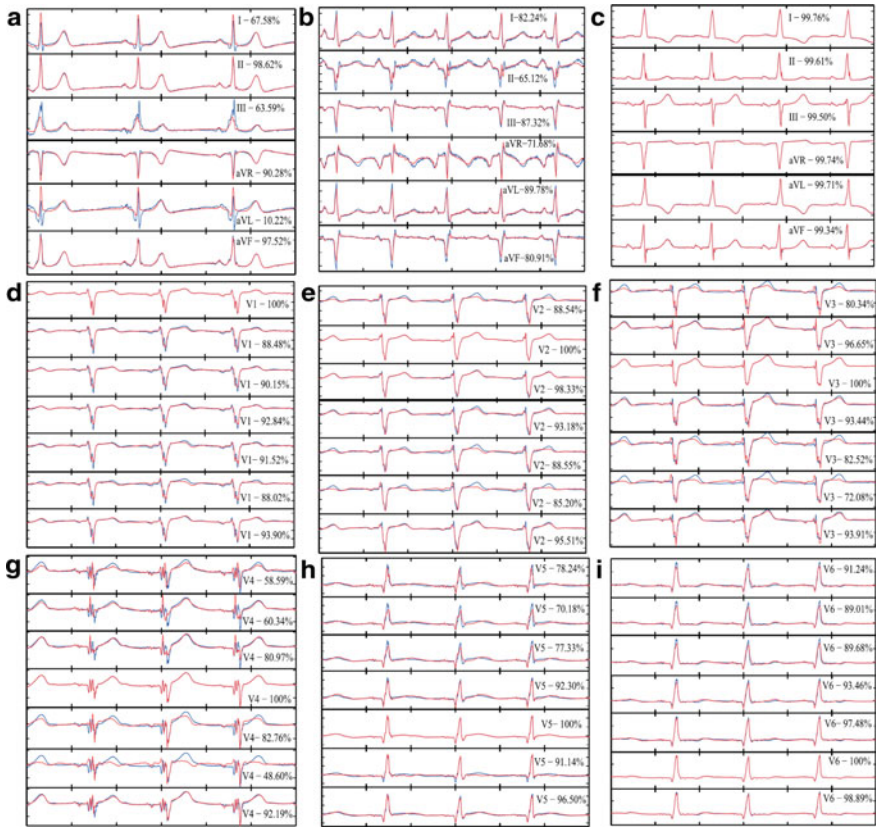 a
I – 67.58%
II – 98.62%
III – 63.59%
aVR – 90.28%
aVL – 10.22%
aVF – 97.52%
b
I-82.24%
II-65.12%
III-87.32%
aVR-71.68%
aVL-89.78%
aVF-80.91%
c
I – 99.76%
II – 99.61%
III – 99.50%
aVR – 99.74%
aVL – 99.71%
aVF – 99.34%
d
V1 – 100%
V1 – 88.48%
V1 – 90.15%
V1 – 92.84%
V1– 91.52%
V1 – 88.02%
V1 – 93.90%
e
V2 – 88.54%
V2 – 100%
V2 – 98.33%
V2 – 93.18%
V2 – 88.55%
V2 – 85.20%
V2 – 95.51%
f
V3 – 80.34%
V3 – 96.65%
V3 – 100%
V3 – 93.44%
V3 – 82.52%
V3 – 72.08%
V3 – 93.91%
g
V4 – 58.59%
V4 – 60.34%
V4 – 80.97%
V4 – 100%
V4 – 82.76%
V4 – 48.60%
V4 – 92.19%
h
V5 – 78.24%
V5 – 70.18%
V5 – 77.33%
V5 – 92.30%
V5– 100%
V5 – 91.14%
V5 – 96.50%
i
V6 – 91.24%
V6 – 89.01%
V6 – 89.68%
V6 – 93.46%
V6 – 97.48%
V6 – 100%
V6 – 98.89%